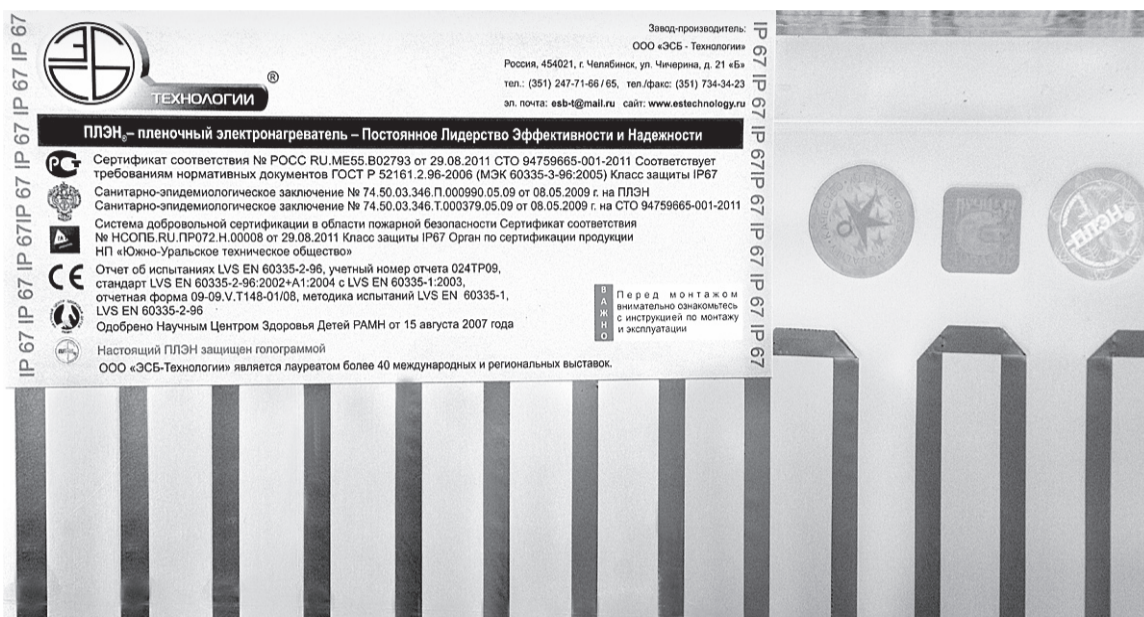 ЭСБ
ТЕХНОЛОГИИ ®
Завод-производитель:
ООО «ЭСБ - Технологии»
Россия, 454021, г. Челябинск, ул. Чичерина, д. 21 «Б»
тел.: (351) 247-71-66 / 65, тел./факс: (351) 734-34-23
эл. почта: esb-t@mail.ru сайт: www.estechnology.ru
ПЛЭН® – пленочный электронагреватель – Постоянное Лидерство Эффективности и Надежности
Сертификат соответствия № РОСС RU.ME55.B02793 от 29.08.2011 СТО 94759665-001-2011 Соответствует
требованиям нормативных документов ГОСТ Р 52161.2.96-2006 (МЭК 60335-3-96:2005) Класс защиты IP67
Санитарно-эпидемиологическое заключение № 74.50.03.346.П.000990.05.09 от 08.05.2009 г. на ПЛЭН
Санитарно-эпидемиологическое заключение № 74.50.03.346.Т.000379.05.09 от 08.05.2009 г. на СТО 94759665-001-2011
Система добровольной сертификации в области пожарной безопасности Сертификат соответствия
№ НСОПБ.RU.ПР072.Н.00008 от 29.08.2011 Класс защиты IP67 Орган по сертификации продукции
НП «Южно-Уральское техническое общество»
CE
Отчет об испытаниях LVS EN 60335-2-96, учетный номер отчета 024ТР09,
стандарт LVS EN 60335-2-96:2002+A1:2004 с LVS EN 60335-1:2003,
отчетная форма 09-09.V.T148-01/08, методика испытаний LVS EN 60335-1,
LVS EN 60335-2-96
Одобрено Научным Центром Здоровья Детей РАМН от 15 августа 2007 года
Настоящий ПЛЭН защищен голограммой
ООО «ЭСБ-Технологии» является лауреатом более 40 международных и региональных выставок.
ВАЖНО
Перед монтажом
внимательно ознакомьтесь
с инструкцией по монтажу
и эксплуатации
IP 67 IP 67 IP 67IP 67 IP 67 IP 67 IP 67
IP 67 IP 67 IP 67IP 67 IP 67 IP 67 IP 67